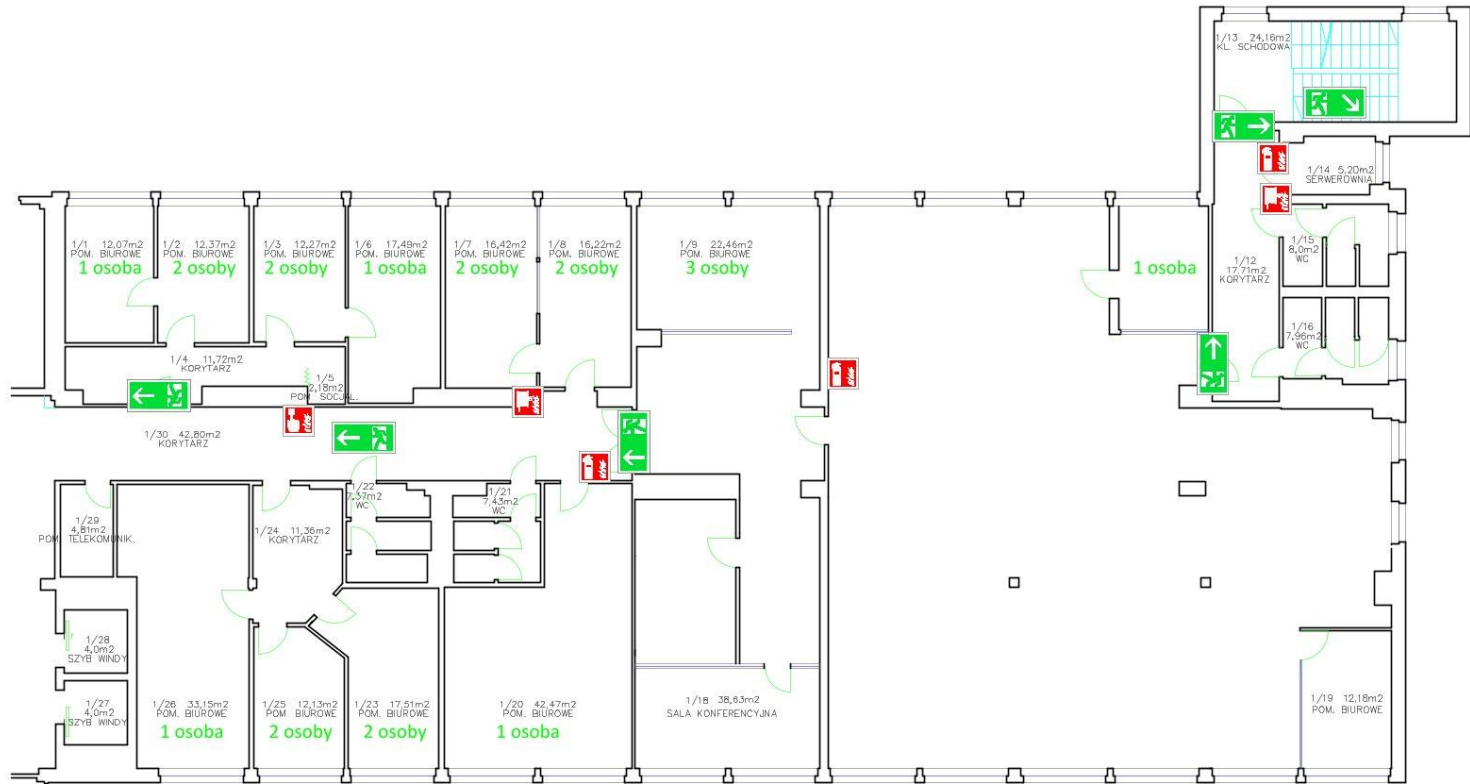 1/13 24,16m2
KL. SCHODOWA
1/14 5,20m2
SERWEROWNIA
1/1 12,07m2
POM. BIUROWE
1 osoba
1/2 12,37m2
POM. BIUROWE
2 osoby
1/3 12,27m2
POM. BIUROWE
2 osoby
1/6 17,49m2
POM. BIUROWE
1 osoba
1/7 16,42m2
POM. BIUROWE
2 osoby
1/8 16,22m2
POM. BIUROWE
2 osoby
1/9 22,46m2
POM. BIUROWE
3 osoby
1 osoba
1/12
17,71m2
KORYTARZ
1/15
8,0m2
WC
1/16
7,96m2
WC
1/4 11,72m2
KORYTARZ
1/5
2,18m2
POM. SOCJAL.
1/30 42,80m2
KORYTARZ
1/29
4,81m2
POM. TELEKOMUNIK.
1/24 11,36m2
KORYTARZ
1/22
7,37m2
WC
1/21
7,43m2
WC
1/28
4,0m2
SZYB WINDY
1/27
4,0m2
SZYB WINDY
1/26 33,15m2
POM. BIUROWE
1 osoba
1/25 12,13m2
POM. BIUROWE
2 osoby
1/23 17,51m2
POM. BIUROWE
2 osoby
1/20 42,47m2
POM. BIUROWE
1 osoba
1/18 38,63m2
SALA KONFERENCYJNA
1/19 12,18m2
POM. BIUROWE